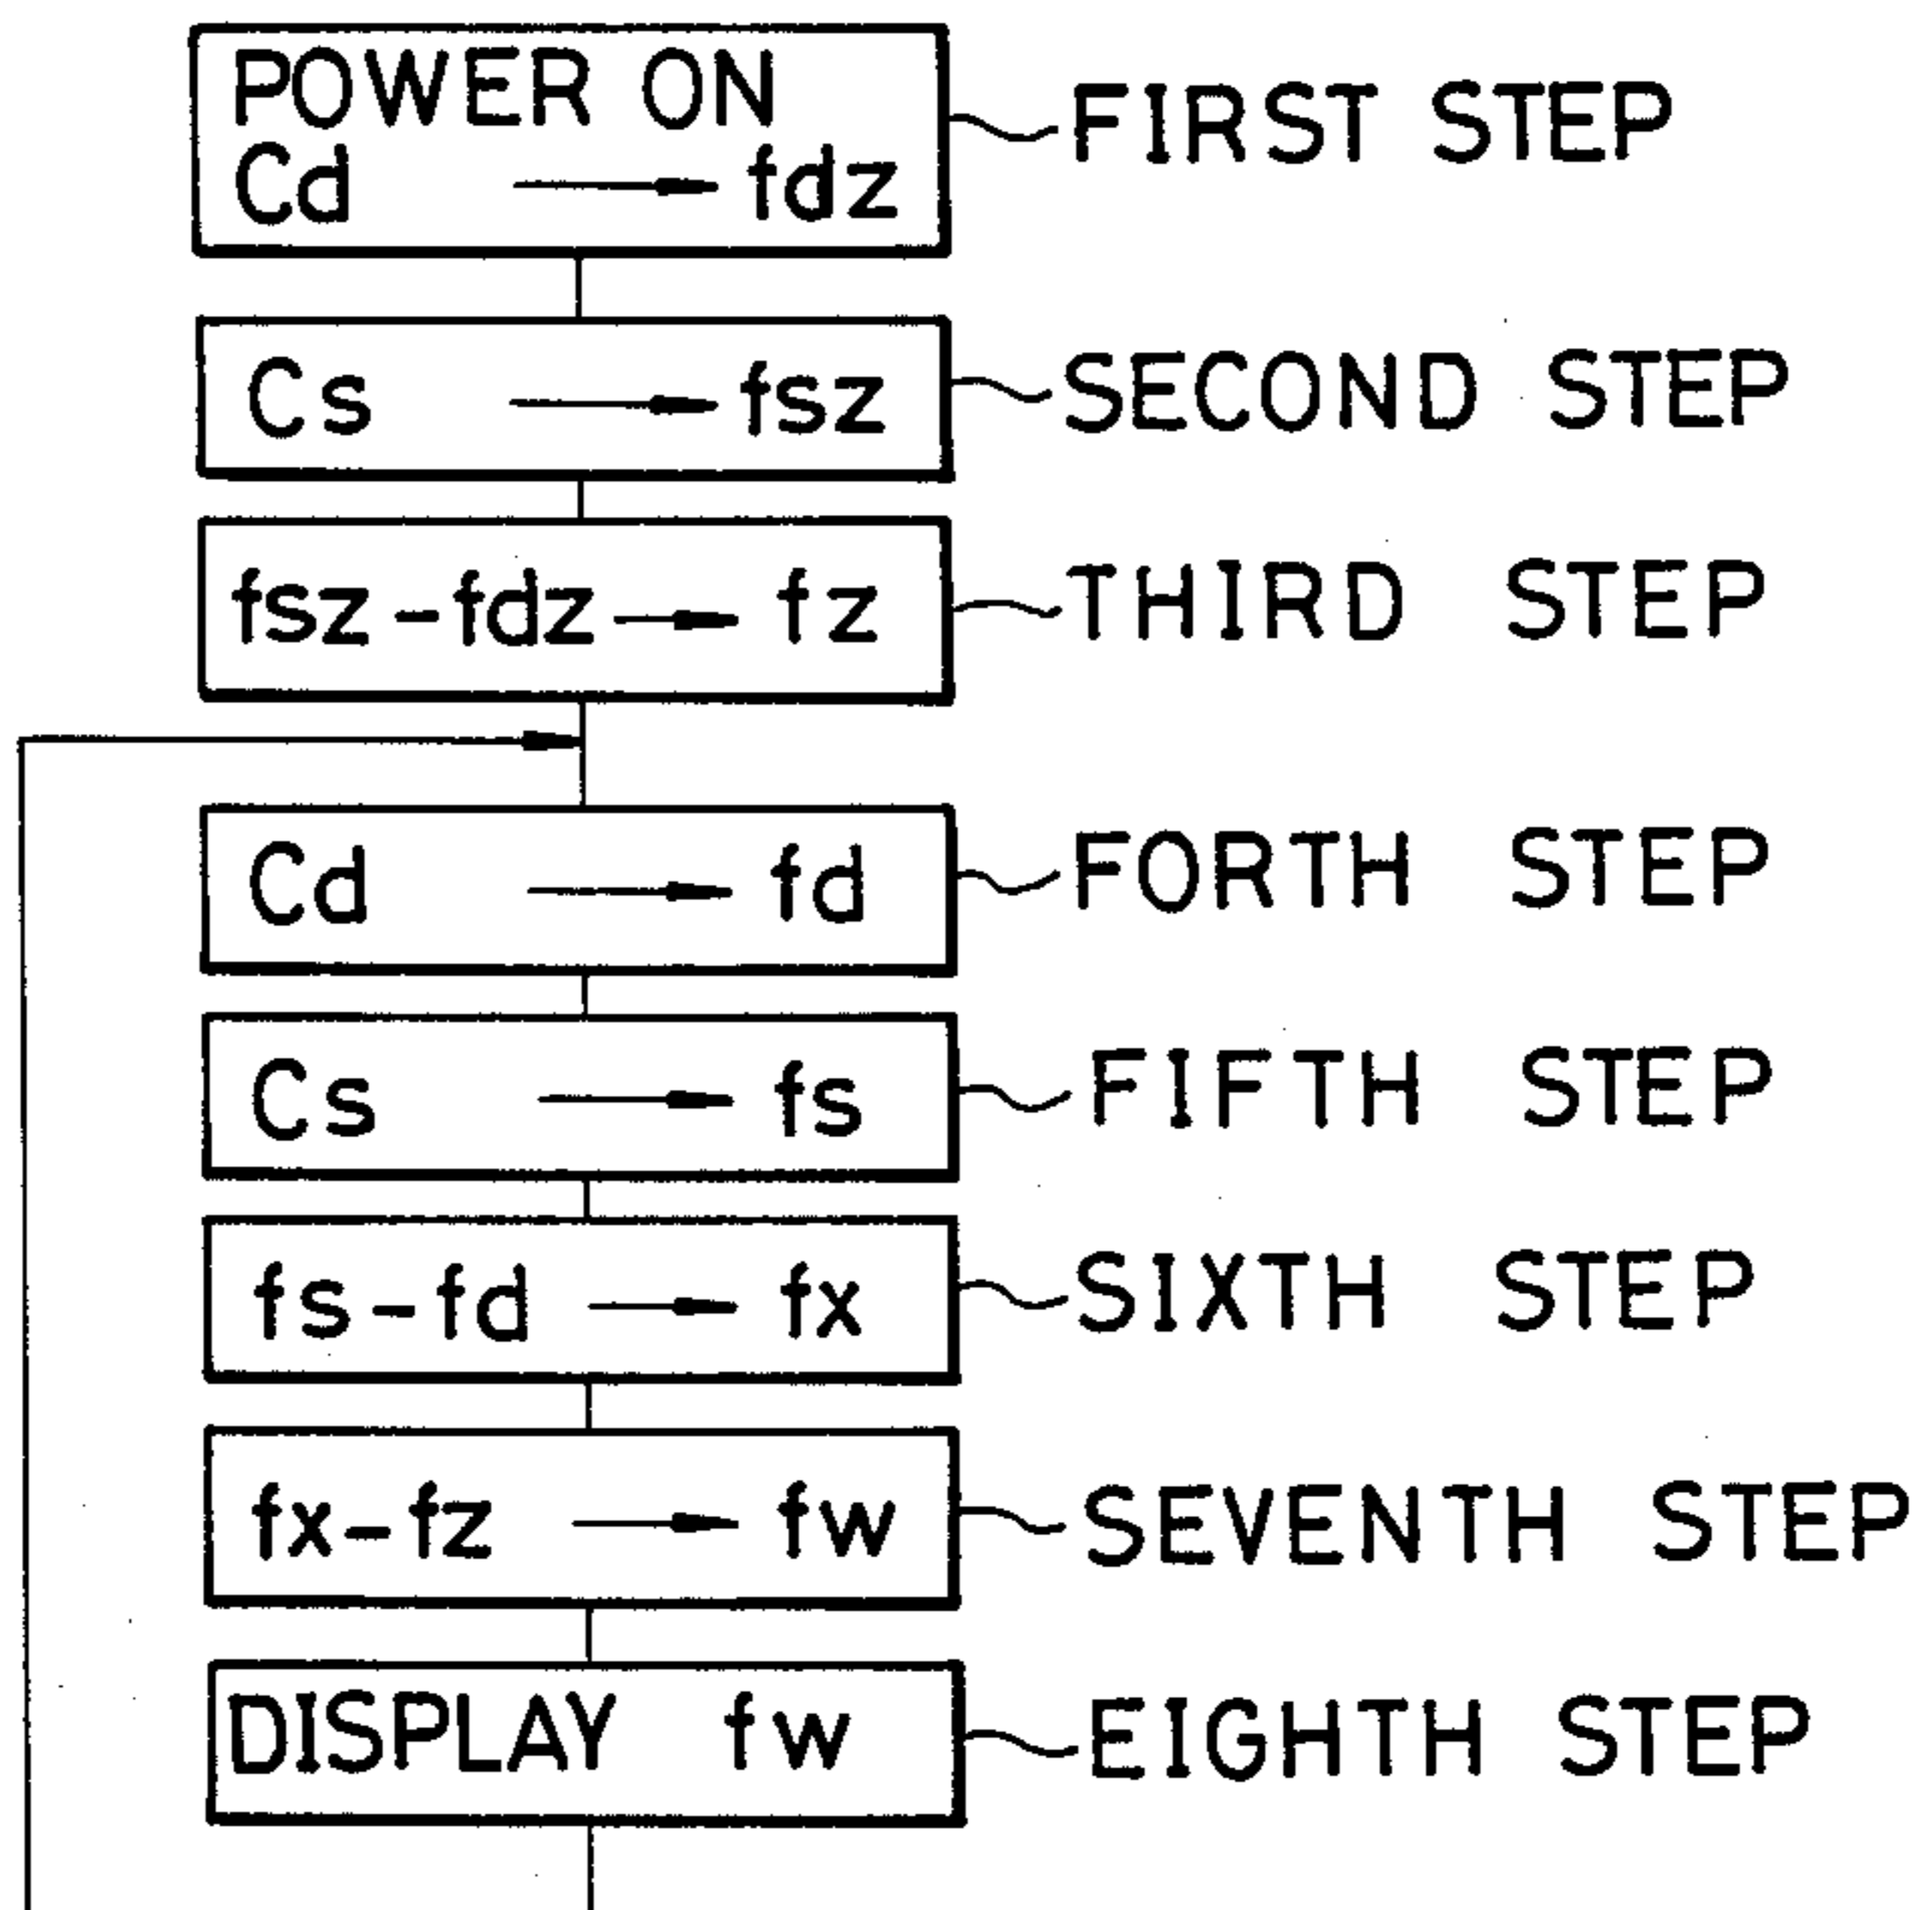 POWER ON
Cd → fdz
FIRST STEP
Cs → fsz
SECOND STEP
fsz-fdz → fz
THIRD STEP
Cd → fd
FORTH STEP
Cs → fs
FIFTH STEP
fs-fd → fx
SIXTH STEP
fx-fz → fw
SEVENTH STEP
DISPLAY fw
EIGHTH STEP